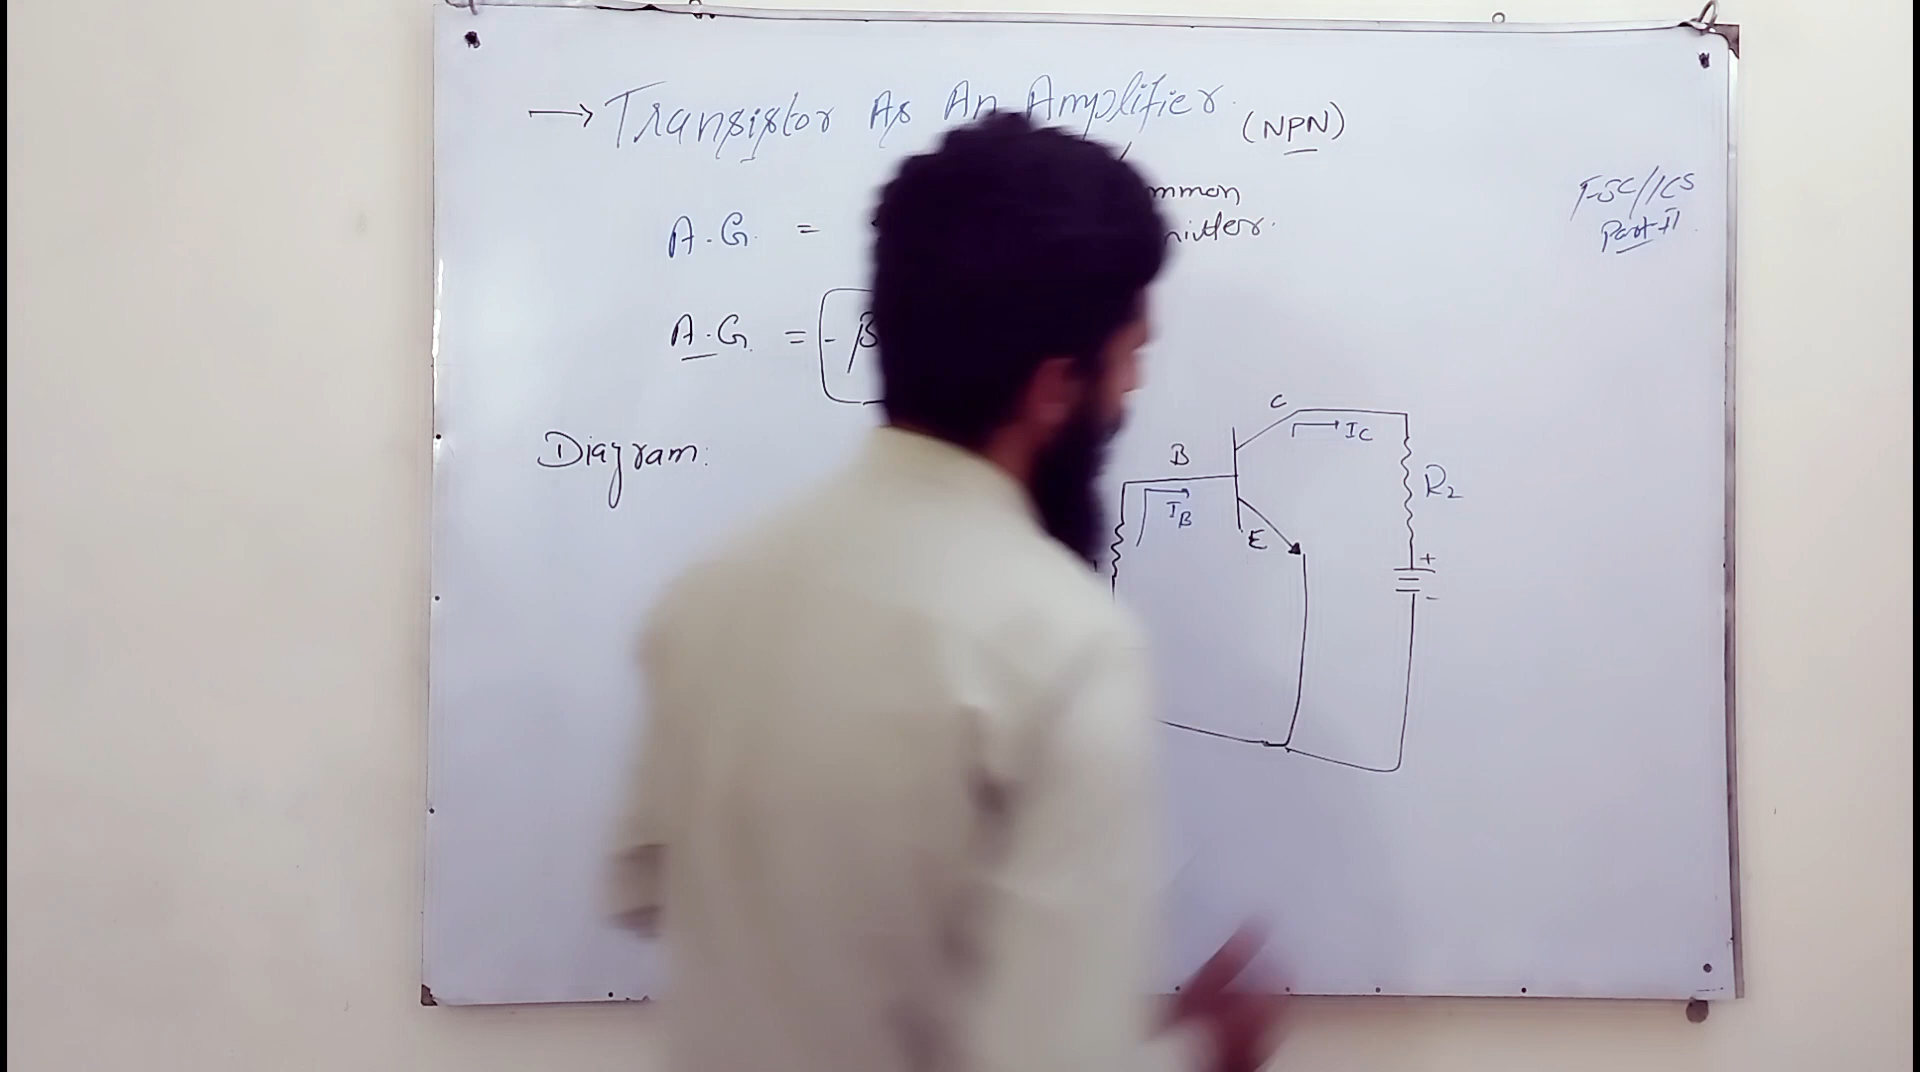 → Transistor As An Amplifier.
(NPN)
mmon
mitter.
FSC/ICS
Part II
A.G. =
A.G. = - β
Diagram:
C
IC
B
IB
E
R2
+
-